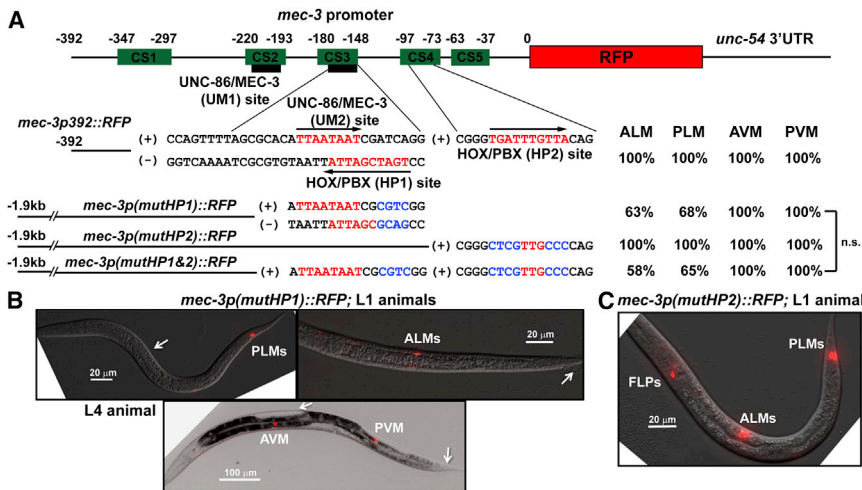 A
mec-3 promoter
-392 -347 -297 -220 -193 -180 -148 -97 -73 -63 -37 0
CS1 CS2 CS3 CS4 CS5 RFP unc-54 3'UTR
UNC-86/MEC-3
(UM1) site
UNC-86/MEC-3
(UM2) site
mec-3p392::RFP
-392
(+) CCAGTTTTAGCGCACATTAATAATCGATCAGG (+) CGGGTGATTTGTTACAG
HOX/PBX (HP2) site
(-) GGTCAAAATCGCGTGTAATTATTAGCTAGTCC
HOX/PBX (HP1) site
ALM PLM AVM PVM
100% 100% 100% 100%
-1.9kb mec-3p(mutHP1)::RFP (+) ATTAATAATCGCGTCGG 63% 68% 100% 100%
(-) TAATTATTAGCGCAGCC
-1.9kb mec-3p(mutHP2)::RFP (+) CGGGCTCGTTGCCCCAG 100% 100% 100% 100%
n.s.
-1.9kb mec-3p(mutHP1&2)::RFP (+) ATTAATAATCGCGTCGG (+) CGGGCTCGTTGCCCCAG 58% 65% 100% 100%
B
mec-3p(mutHP1)::RFP; L1 animals
PLMs
20 μm
ALMs
20 μm
L4 animal
AVM
PVM
100 μm
C
mec-3p(mutHP2)::RFP; L1 animal
PLMs
FLPs
ALMs
20 μm